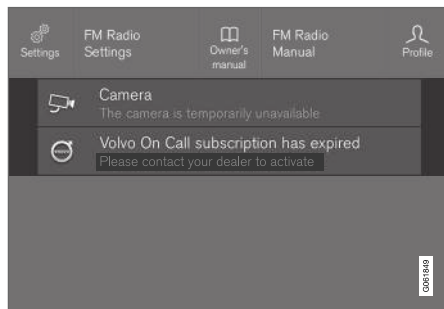 Settings
FM Radio
Settings
Owner's
manual
FM Radio
Manual
Profile
Camera
The camera is temporarily unavailable
Volvo On Call subscription has expired
Please contact your dealer to activate
G061849